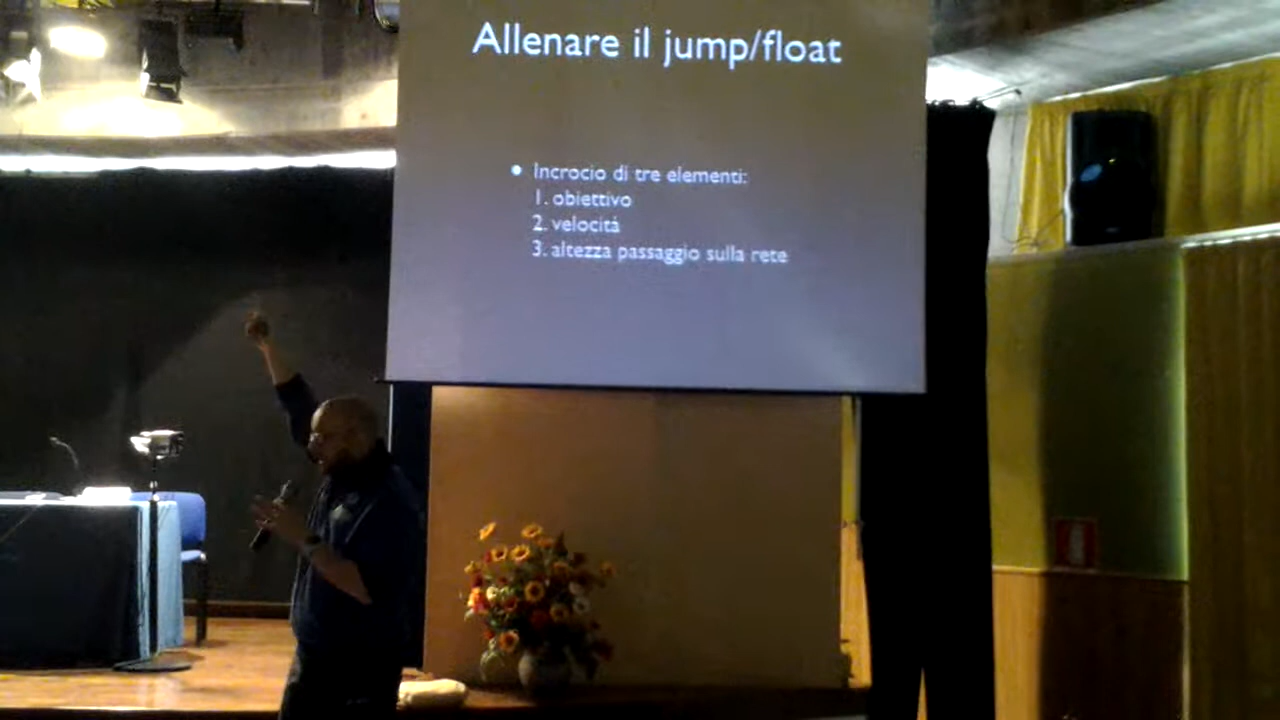 Allenare il jump/float
• Incrocio di tre elementi:
1. obiettivo
2. velocità
3. altezza passaggio sulla rete